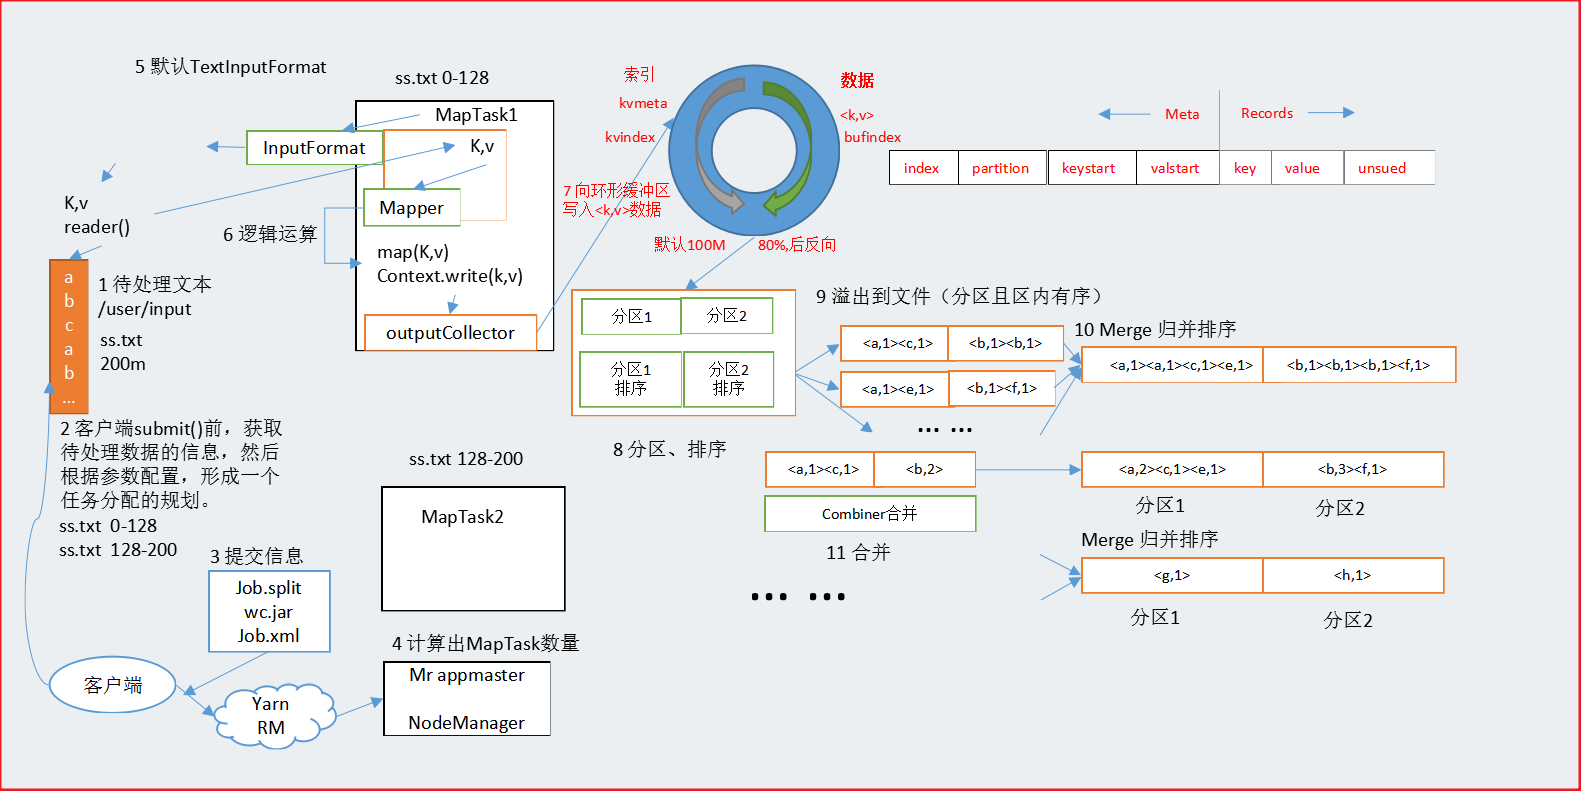 5 默认TextInputFormat
ss.txt 0-128
MapTask1
InputFormat
K,v
K,v
reader()
Mapper
6 逻辑运算
map(K,v)
Context.write(k,v)
outputCollector
a
b
c
a
b
...
1 待处理文本
/user/input
ss.txt
200m
2 客户端submit()前，获取
待处理数据的信息，然后
根据参数配置，形成一个
任务分配的规划。
ss.txt 0-128
ss.txt 128-200
3 提交信息
Job.split
wc.jar
Job.xml
客户端
Yarn
RM
4 计算出MapTask数量
Mr appmaster
NodeManager
ss.txt 128-200
MapTask2
索引
kvmeta
kvindex
数据
<k,v>
bufindex
7 向环形缓冲区
写入<k,v>数据
默认100M
80%,后反向
Meta
Records
index
partition
keystart
valstart
key
value
unsued
分区1
分区2
分区1
排序
分区2
排序
8 分区、排序
9 溢出到文件（分区且区内有序）
<a,1><c,1>
<b,1><b,1>
<a,1><e,1>
<b,1><f,1>
... ...
10 Merge 归并排序
<a,1><a,1><c,1><e,1>
<b,1><b,1><b,1><f,1>
<a,1><c,1>
<b,2>
Combiner合并
11 合并
<a,2><c,1><e,1>
<b,3><f,1>
分区1
分区2
Merge 归并排序
<g,1>
<h,1>
分区1
分区2
... ...